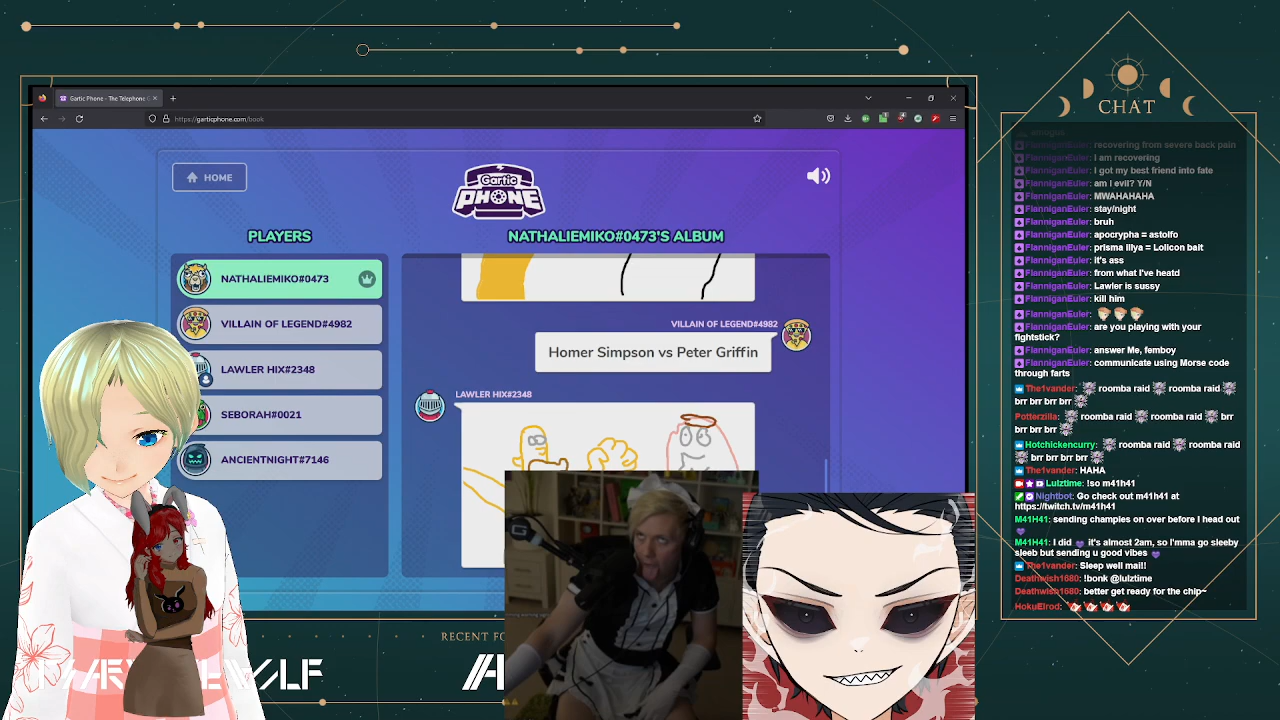 Gartic Phone - The Telephone G
https://garticphone.com/book
HOME
Gartic
PHONE
PLAYERS
NATHALIEMIKO#0473'S ALBUM
NATHALIEMIKO#0473
VILLAIN OF LEGEND#4982
LAWLER HIX#2348
SEBORAH#0021
ANCIENTNIGHT#7146
VILLAIN OF LEGEND#4982
Homer Simpson vs Peter Griffin
LAWLER HIX#2348
RECENT FO
CHAT
amogus
FlanniganEuler: recovering from severe back pain
FlanniganEuler: i am recovering
FlanniganEuler: I got my best friend into fate
FlanniganEuler: am I evil? Y/N
FlanniganEuler: MWAHAHAHA
FlanniganEuler: stay/night
FlanniganEuler: bruh
FlanniganEuler: apocrypha = astolfo
FlanniganEuler: prisma Illya = Lolicon bait
FlanniganEuler: it's ass
FlanniganEuler: from what I've heatd
FlanniganEuler: Lawler is sussy
FlanniganEuler: kill him
FlanniganEuler:
FlanniganEuler: are you playing with your
fightstick?
FlanniganEuler: answer Me, femboy
FlanniganEuler: communicate using Morse code
through farts
The1vander: roomba raid roomba raid
brr brr brr brr
Potterzilla: roomba raid roomba raid brr
brr brr brr
Hotchickencurry: roomba raid roomba
raid brr brr brr brr
The1vander: HAHA
Lulztime: !so m41h41
Nightbot: Go check out m41h41 at
https://twitch.tv/m41h41
M41H41: sending champles on over before I head out
M41H41: I did it's almost 2am, so I'mma go sleeby
sleeb but sending u good vibes
The1vander: Sleep well mai!!
Deathwish1680: !bonk @lulztime
Deathwish1680: better get ready for the chip~
HokuElrod: